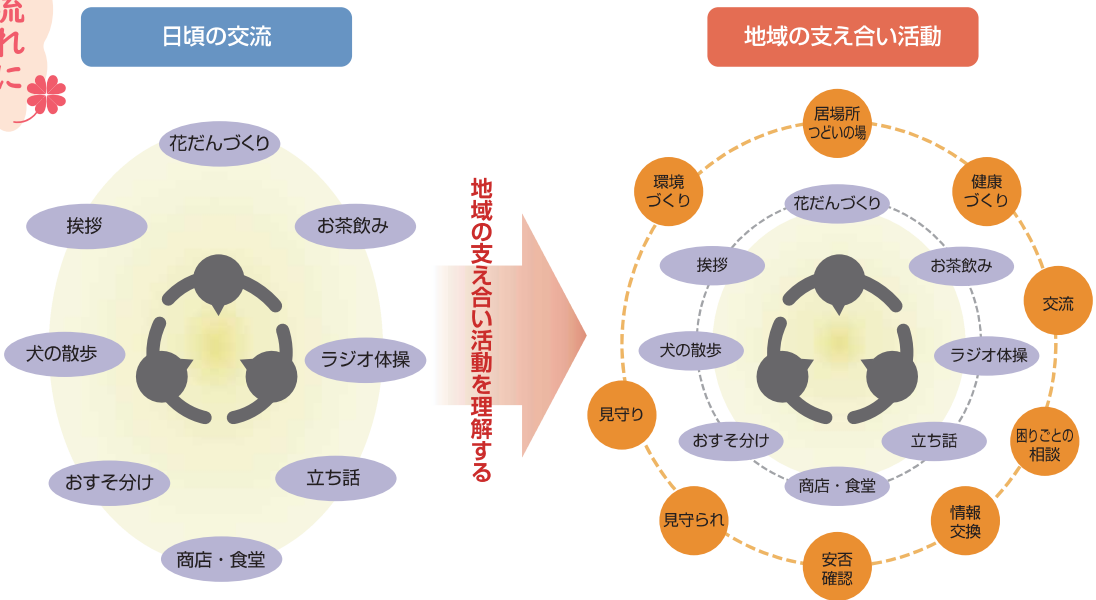 流れに
日頃の交流
花だんづくり
挨拶
お茶飲み
犬の散歩
ラジオ体操
おすそ分け
立ち話
商店・食堂
地域の支え合い活動を理解する
地域の支え合い活動
居場所
つどいの場
環境
づくり
健康
づくり
花だんづくり
挨拶
お茶飲み
交流
犬の散歩
ラジオ体操
見守り
おすそ分け
立ち話
困りごとの
相談
商店・食堂
見守られ
情報
交換
安否
確認